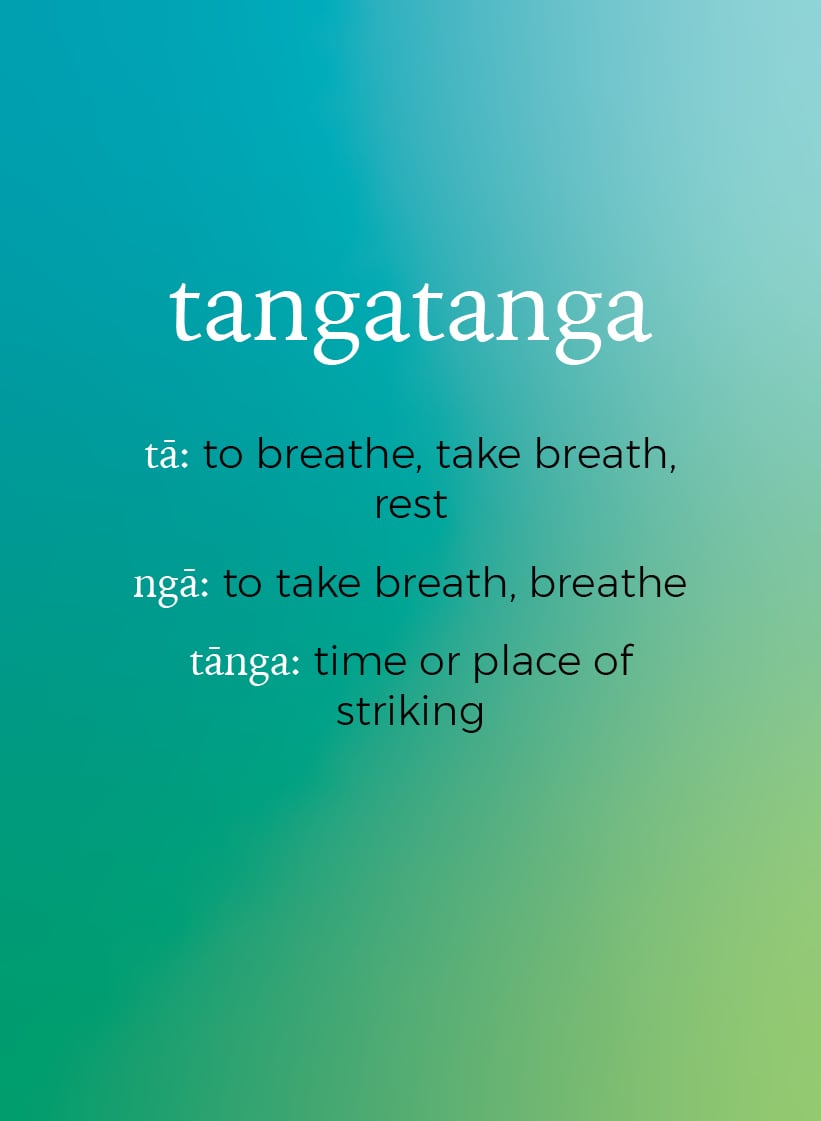 tangatanga
tā: to breathe, take breath,
rest
ngā: to take breath, breathe
tānga: time or place of
striking